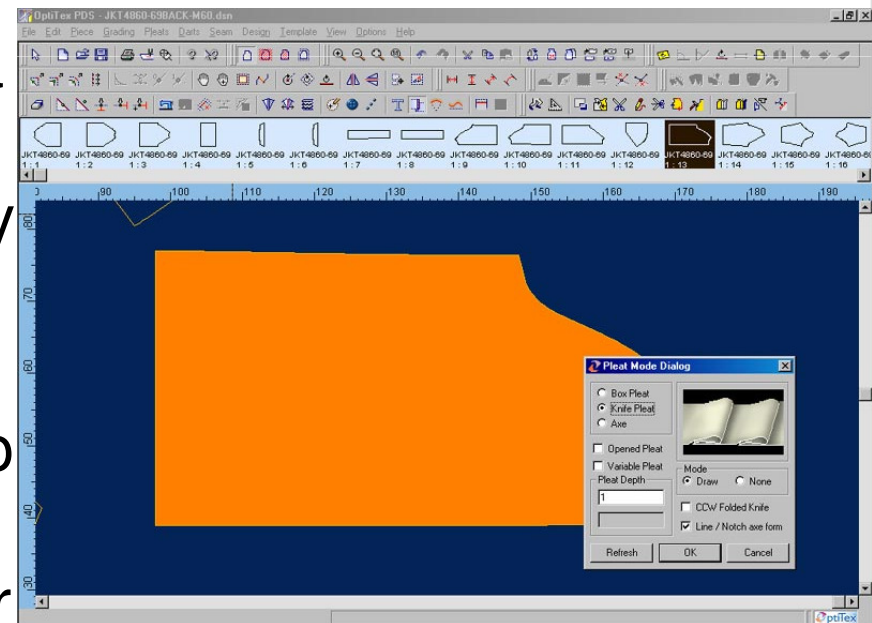 OptiTex PDS - JKT4860-69BACK-M60.dsn
File Edit Piece Grading Pleats Darts Seam Design Template View Options Help
JKT4860-69 JKT4860-69 JKT4860-69 JKT4860-69 JKT4860-69 JKT4860-69 JKT4860-69 JKT4860-69 JKT4860-69 JKT4860-69 JKT4860-69 JKT4860-69 JKT4860-69 JKT4860-69 JKT4860-69 JKT4860-69
1 : 1 1 : 2 1 : 3 1 : 4 1 : 5 1 : 6 1 : 7 1 : 8 1 : 9 1 : 10 1 : 11 1 : 12 1 : 13 1 : 14 1 : 15 1 : 16
90 100 110 120 130 140 150 160 170 180 190
80
y
70
60
Pleat Mode Dialog
Box Pleat
Knife Pleat
Axe
Opened Pleat
Variable Pleat
Mode
Pleat Depth
Draw None
1
CCW Folded Knife
Line / Notch axe form
Refresh OK Cancel
50
40
30
r
OptiTex